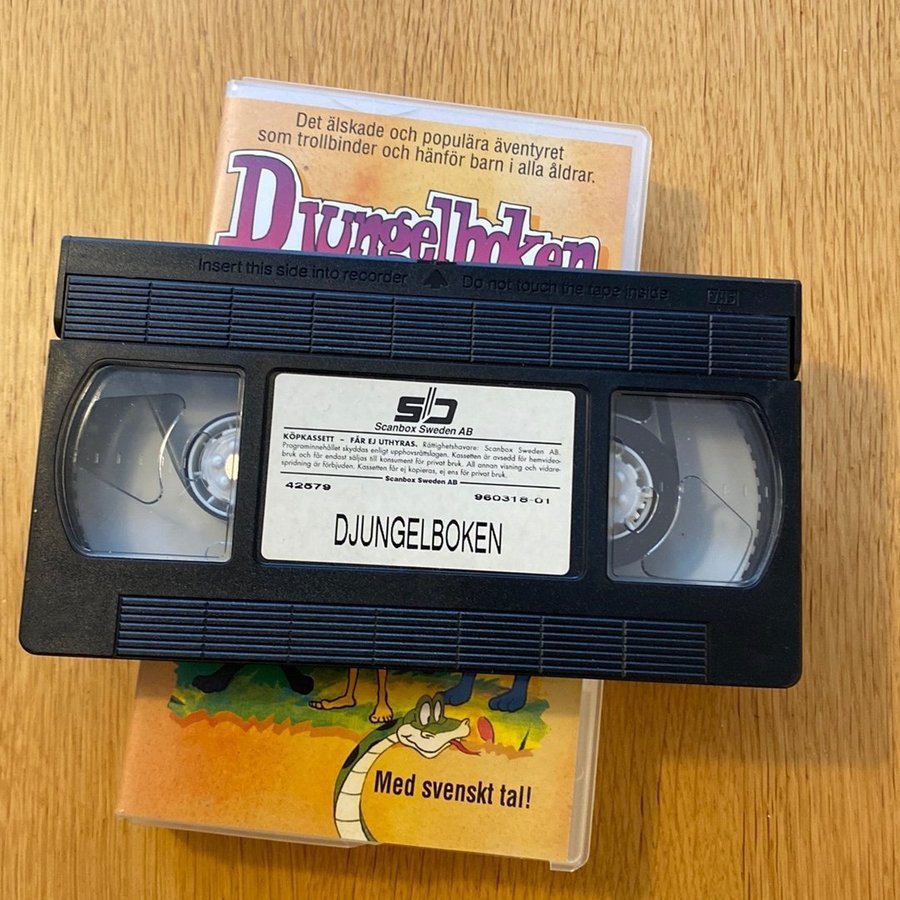 Det älskade och populära äventyret
som trollbinder och hänför barn i alla åldrar.
Djungelboken
Insert this side into recorder Do not touch the tape inside VHS
Scanbox Sweden AB
KÖPKASSETT – FÅR EJ UTHYRAS. Rättighetshavare: Scanbox Sweden AB.
Programinnehållet skyddas enligt upphovsrättslagen. Kassetten är avsedd för hemvideo-
bruk och får endast säljas till konsument för privat bruk. All annan visning och vidare-
spridning är förbjuden. Kassetten får ej kopieras, ej ens för privat bruk.
Scanbox Sweden AB
42579 960318-01
DJUNGELBOKEN
Med svenskt tal!